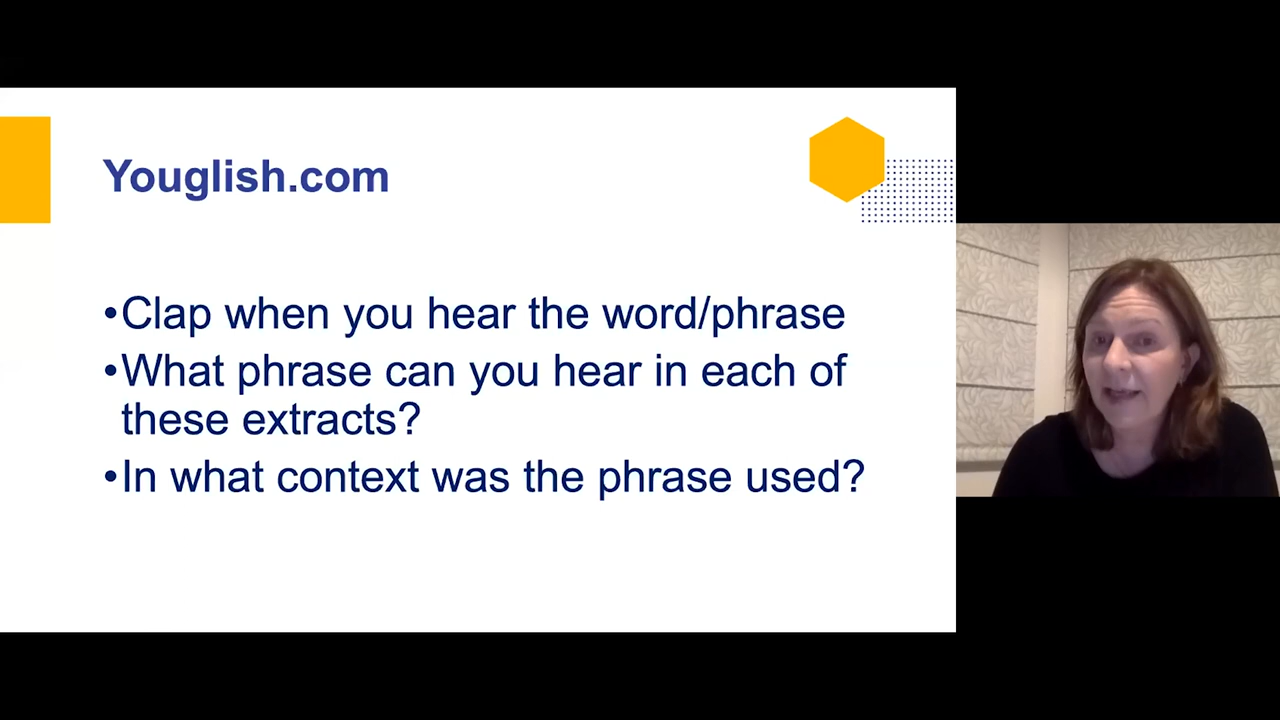 Youglish.com
•Clap when you hear the word/phrase
•What phrase can you hear in each of
these extracts?
•In what context was the phrase used?